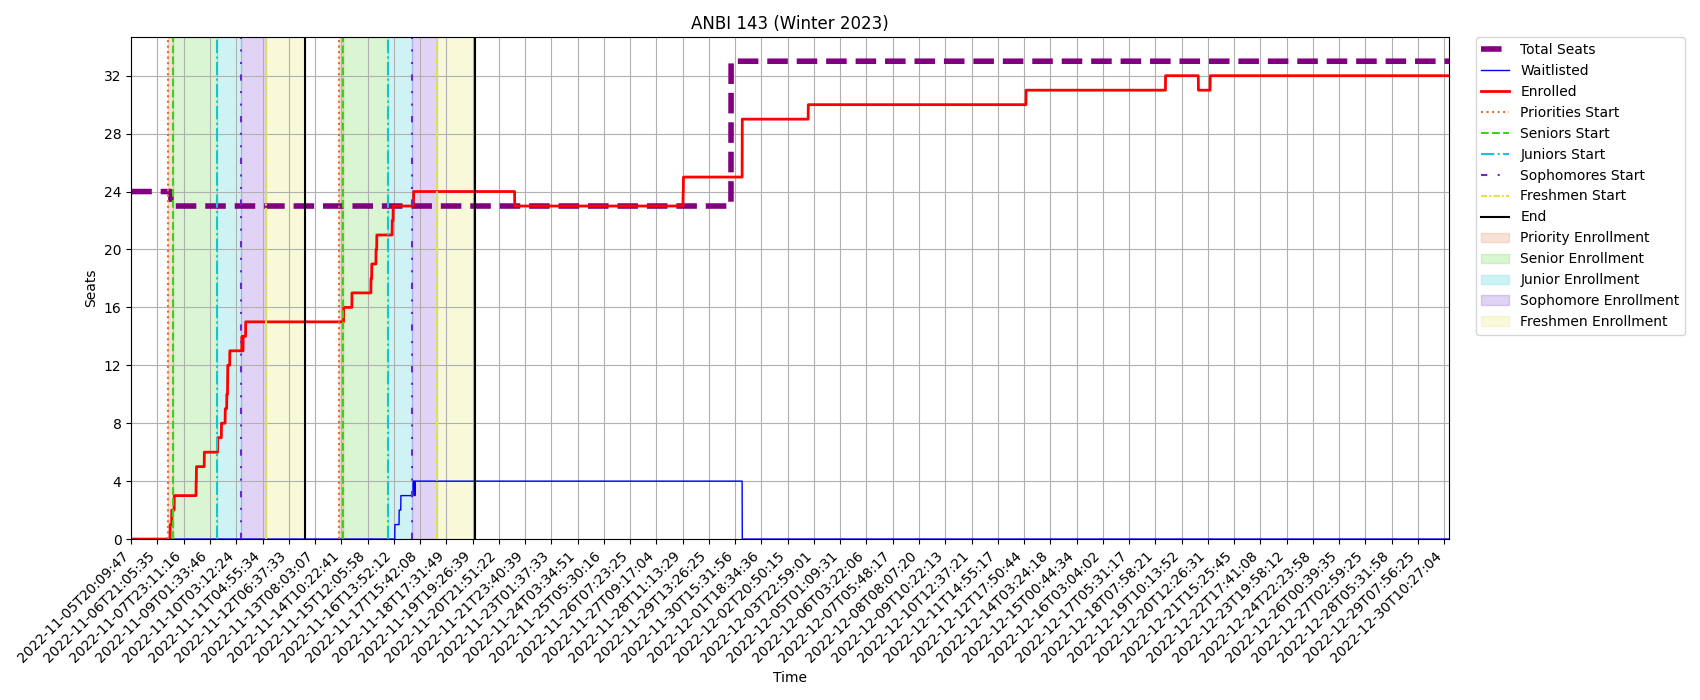 ANBI 143 (Winter 2023)
Total Seats
Waitlisted
Enrolled
Priorities Start
Seniors Start
Juniors Start
Sophomores Start
Freshmen Start
End
Priority Enrollment
Senior Enrollment
Junior Enrollment
Sophomore Enrollment
Freshmen Enrollment
Seats
32
28
24
20
16
12
8
4
0
2022-11-05T20:09:47
2022-11-06T21:05:35
2022-11-07T23:11:16
2022-11-09T01:33:46
2022-11-10T03:12:24
2022-11-11T04:55:34
2022-11-12T06:37:33
2022-11-13T08:03:07
2022-11-14T10:22:41
2022-11-15T12:05:58
2022-11-16T13:52:12
2022-11-17T15:42:08
2022-11-18T17:31:49
2022-11-19T19:26:39
2022-11-20T21:51:22
2022-11-21T23:40:39
2022-11-23T01:37:33
2022-11-24T03:34:51
2022-11-25T05:30:16
2022-11-26T07:23:25
2022-11-27T09:17:04
2022-11-28T11:13:29
2022-11-29T13:26:25
2022-11-30T15:31:56
2022-12-01T18:34:36
2022-12-02T20:50:15
2022-12-03T22:59:01
2022-12-05T01:09:31
2022-12-06T03:22:06
2022-12-07T05:48:17
2022-12-08T08:07:20
2022-12-09T10:22:13
2022-12-10T12:37:21
2022-12-11T14:55:17
2022-12-12T17:50:44
2022-12-14T03:24:18
2022-12-15T00:44:34
2022-12-16T03:04:02
2022-12-17T05:31:17
2022-12-18T07:58:21
2022-12-19T10:13:52
2022-12-20T12:26:31
2022-12-21T15:25:45
2022-12-22T17:41:08
2022-12-23T19:58:12
2022-12-24T22:23:58
2022-12-26T00:39:35
2022-12-27T02:59:25
2022-12-28T05:31:58
2022-12-29T07:56:25
2022-12-30T10:27:04
Time